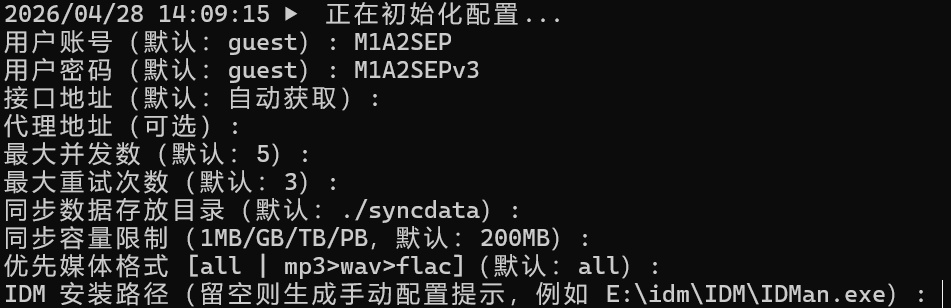 2026/04/28 14:09:15 ▶ 正在初始化配置...
用户账号（默认：guest）: M1A2SEP
用户密码（默认：guest）: M1A2SEPv3
接口地址（默认：自动获取）:
代理地址（可选）:
最大并发数（默认：5）:
最大重试次数（默认：3）:
同步数据存放目录（默认：./syncdata）:
同步容量限制（1MB/GB/TB/PB，默认：200MB）:
优先媒体格式 [all | mp3>wav>flac]（默认：all）:
IDM 安装路径（留空则生成手动配置提示，例如 E:\idm\IDM\IDMan.exe）: